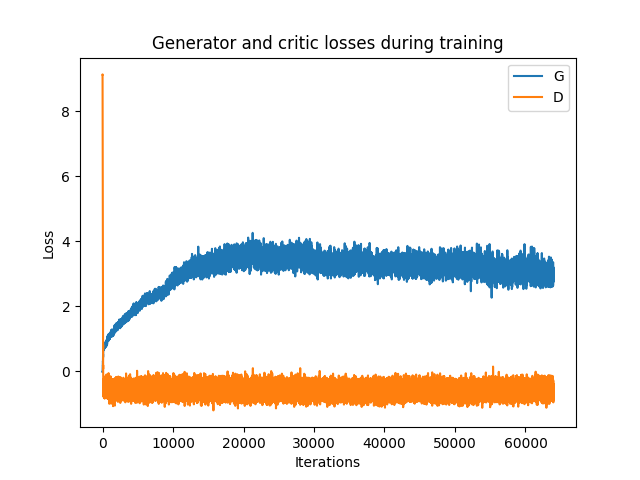 Generator and critic losses during training
G
D
8
6
4
2
0
Loss
0 10000 20000 30000 40000 50000 60000
Iterations